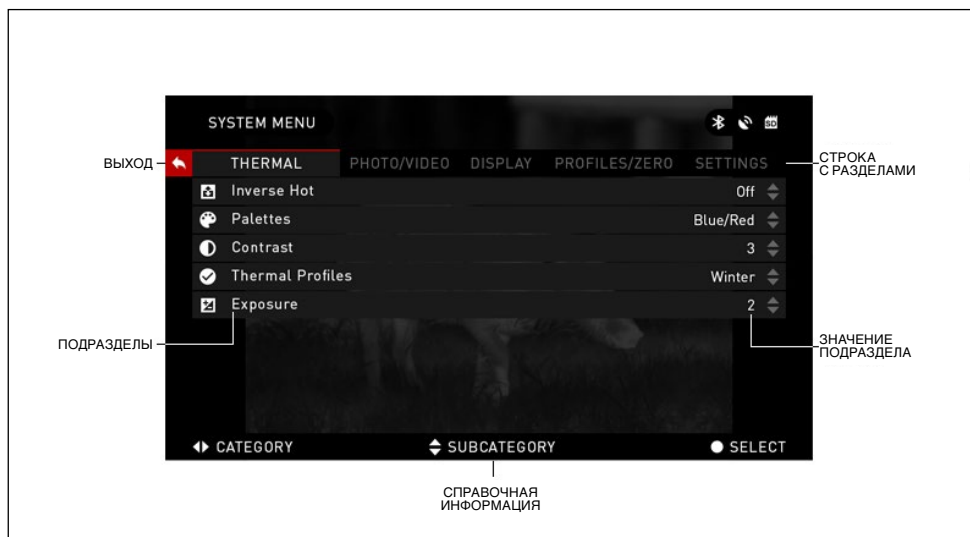 SYSTEM MENU
SD
ВЫХОД
THERMAL PHOTO/VIDEO DISPLAY PROFILES/ZERO SETTINGS
СТРОКА
С РАЗДЕЛАМИ
Inverse Hot Off
Palettes Blue/Red
Contrast 3
Thermal Profiles Winter
Exposure 2
ПОДРАЗДЕЛЫ
ЗНАЧЕНИЕ
ПОДРАЗДЕЛА
CATEGORY SUBCATEGORY SELECT
СПРАВОЧНАЯ
ИНФОРМАЦИЯ